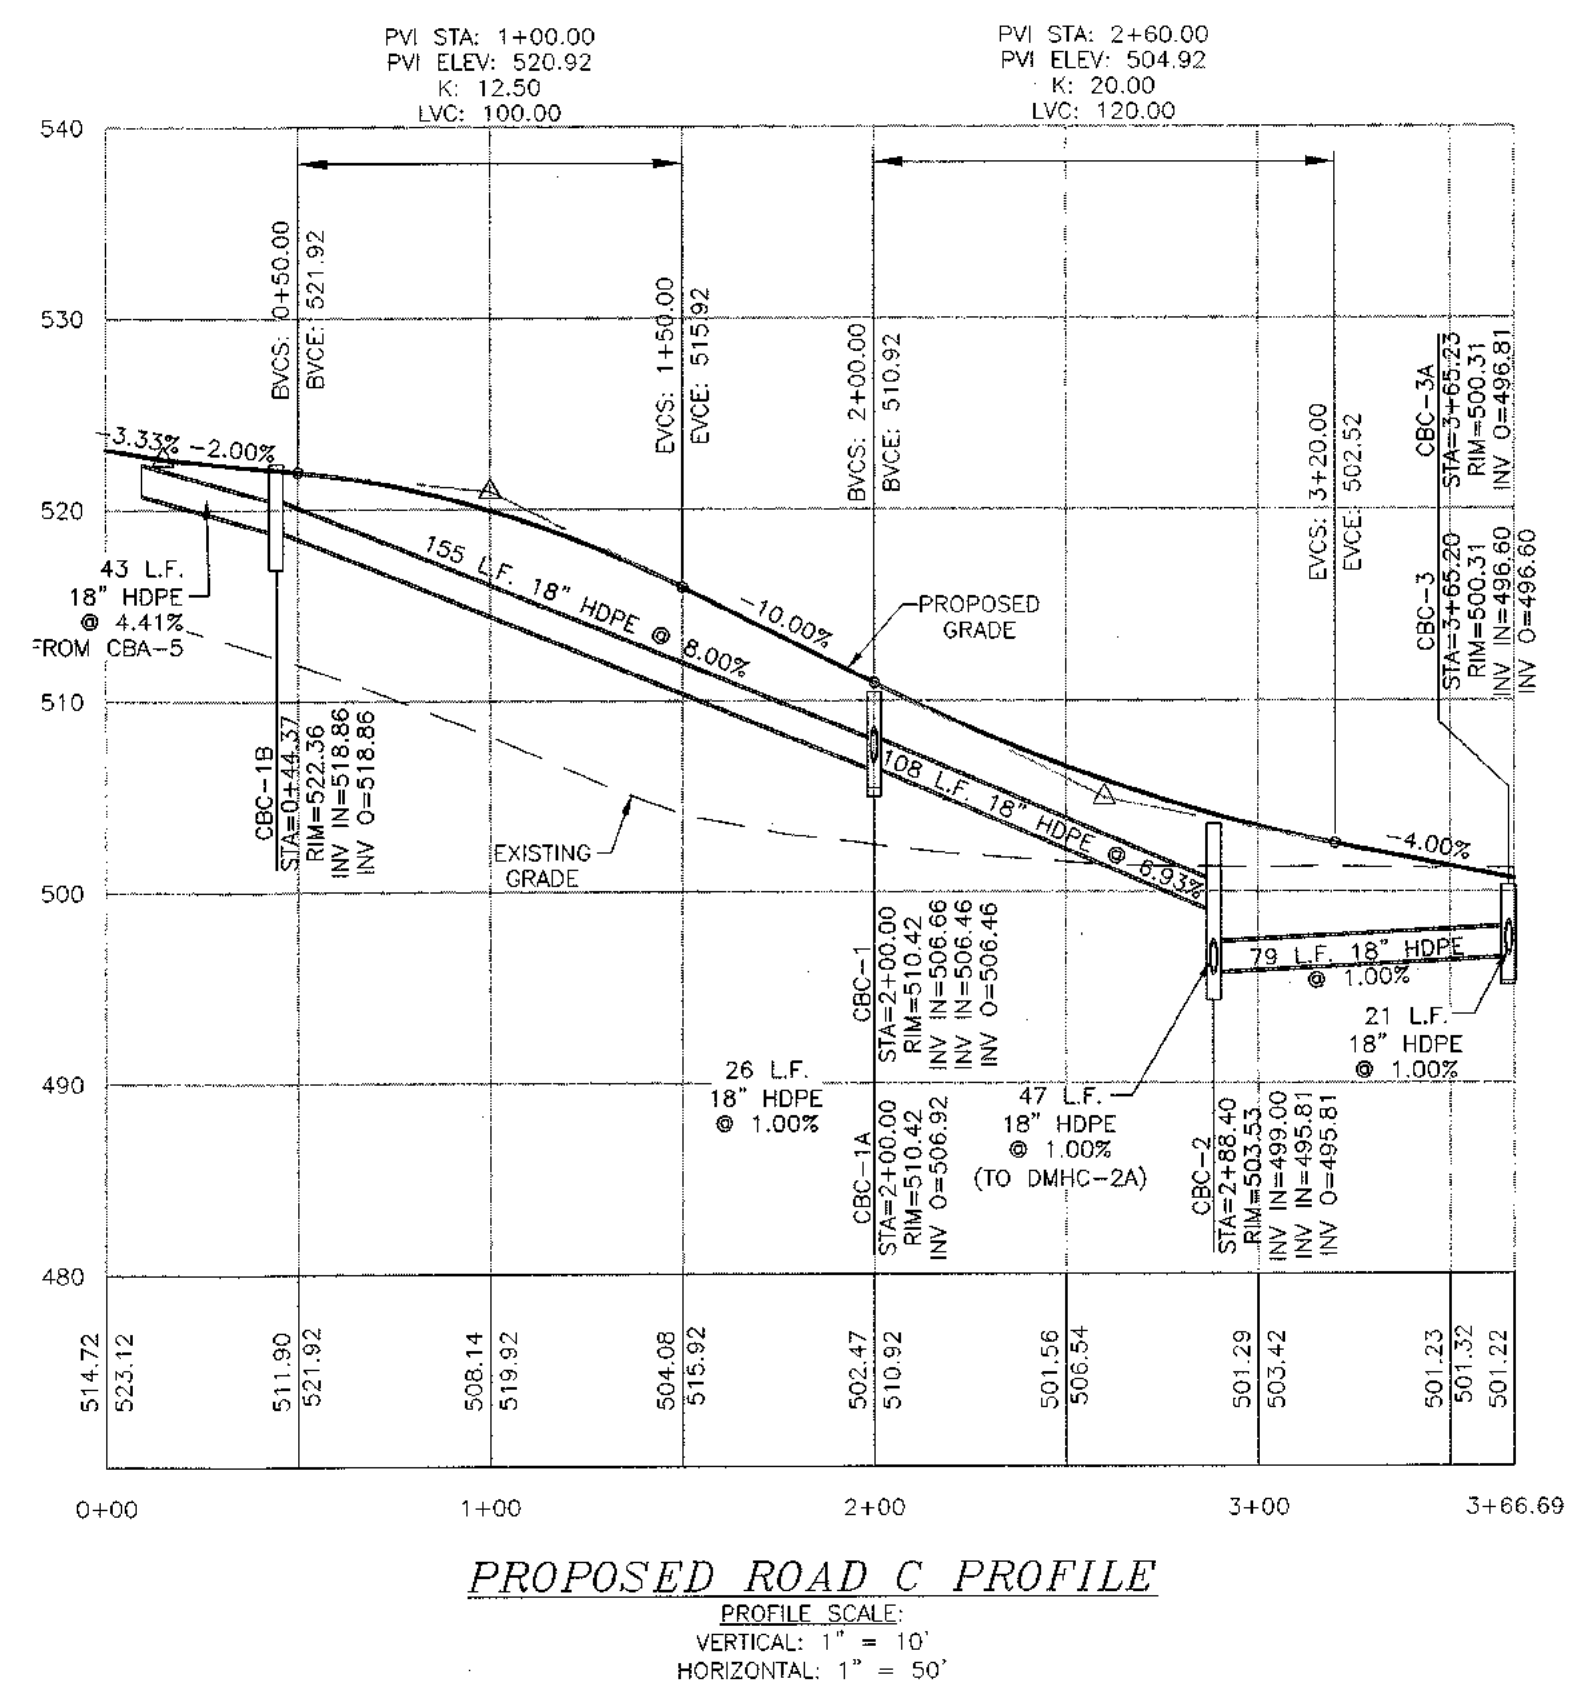 PVI STA: 1+00.00
PVI ELEV: 520.92
K: 12.50
LVC: 100.00
PVI STA: 2+60.00
PVI ELEV: 504.92
K: 20.00
LVC: 120.00
540
530
520
510
500
490
480
BVCS: 0+50.00
BVCE: 521.92
EVCS: 1+50.00
EVCE: 515.92
BVCS: 2+00.00
BVCE: 510.92
EVCS: 3+20.00
EVCE: 502.52
CBC-3A
STA=3+65.23
RIM=500.31
INV O=496.81
CBC-3
STA=3+65.20
RIM=500.31
INV IN=496.60
INV O=496.60
-3.33%
-2.00%
43 L.F.
18" HDPE
@ 4.41%
FROM CBA-5
155 L.F. 18" HDPE @ 8.00%
-10.00%
PROPOSED
GRADE
CBC-1B
STA=0+44.37
RIM=522.36
INV IN=518.86
INV O=518.86
EXISTING
GRADE
108 L.F. 18" HDPE @ 6.93%
-4.00%
79 L.F. 18" HDPE
@ 1.00%
21 L.F.
18" HDPE
@ 1.00%
CBC-1
STA=2+00.00
RIM=510.42
INV IN=506.66
INV IN=506.46
INV O=506.46
26 L.F.
18" HDPE
@ 1.00%
CBC-1A
STA=2+00.00
RIM=510.42
INV O=506.92
47 L.F.
18" HDPE
@ 1.00%
(TO DMHC-2A)
CBC-2
STA=2+88.40
RIM=503.53
INV IN=499.00
INV IN=495.81
INV O=495.81
514.72
523.12
511.90
521.92
508.14
519.92
504.08
515.92
502.47
510.92
501.56
506.54
501.29
503.42
501.23
501.32
501.22
0+00
1+00
2+00
3+00
3+66.69
PROPOSED ROAD C PROFILE
PROFILE SCALE:
VERTICAL: 1" = 10'
HORIZONTAL: 1" = 50'